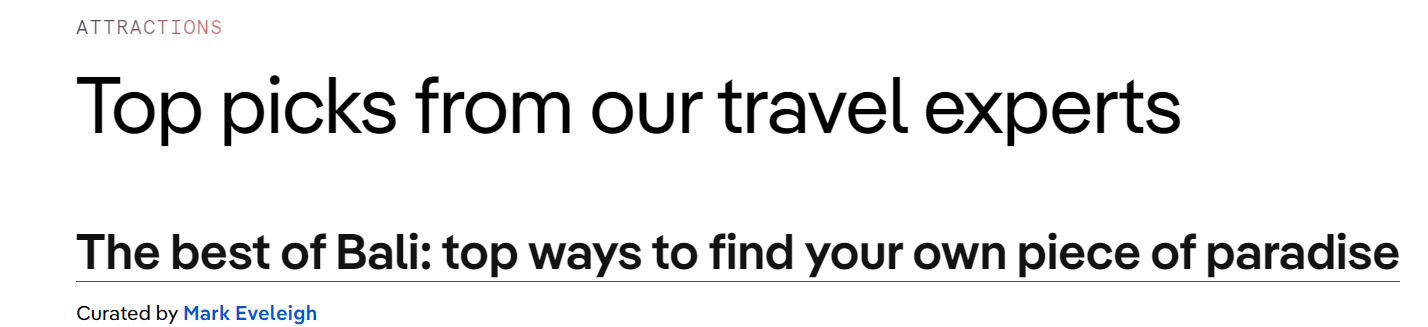 ATTRACTIONS
Top picks from our travel experts
The best of Bali: top ways to find your own piece of paradise
Curated by Mark Eveleigh